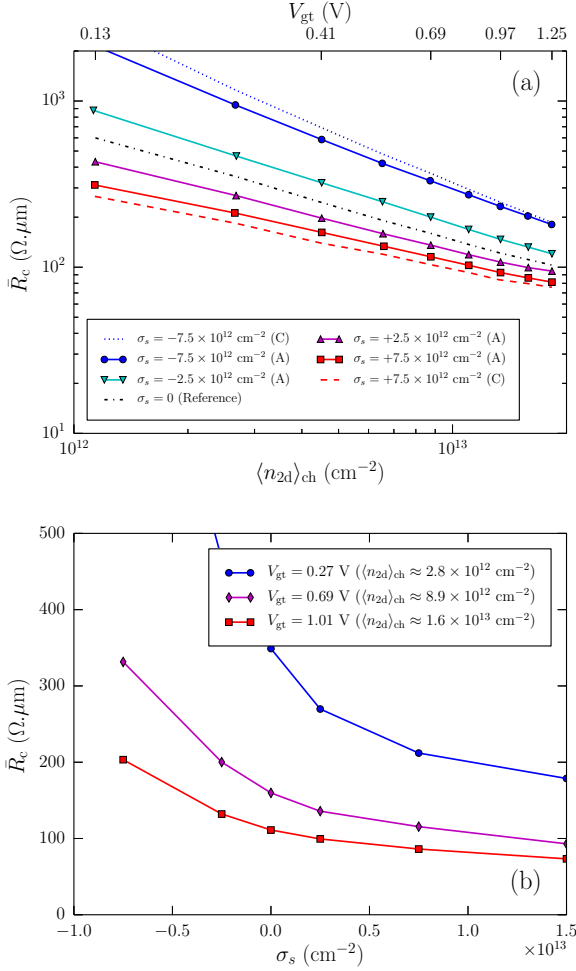 V_gt (V)
0.13 0.41 0.69 0.97 1.25
(a)
10^3
10^2
10^1
R̄_c (Ω.μm)
σ_s = −7.5 × 10^12 cm^−2 (C)
σ_s = −7.5 × 10^12 cm^−2 (A)
σ_s = −2.5 × 10^12 cm^−2 (A)
σ_s = 0 (Reference)
σ_s = +2.5 × 10^12 cm^−2 (A)
σ_s = +7.5 × 10^12 cm^−2 (A)
σ_s = +7.5 × 10^12 cm^−2 (C)
10^12 10^13
⟨n_2d⟩_ch (cm^−2)
500
400
300
200
100
0
R̄_c (Ω.μm)
V_gt = 0.27 V (⟨n_2d⟩_ch ≈ 2.8 × 10^12 cm^−2)
V_gt = 0.69 V (⟨n_2d⟩_ch ≈ 8.9 × 10^12 cm^−2)
V_gt = 1.01 V (⟨n_2d⟩_ch ≈ 1.6 × 10^13 cm^−2)
(b)
−1.0 −0.5 0.0 0.5 1.0 1.5
×10^13
σ_s (cm^−2)